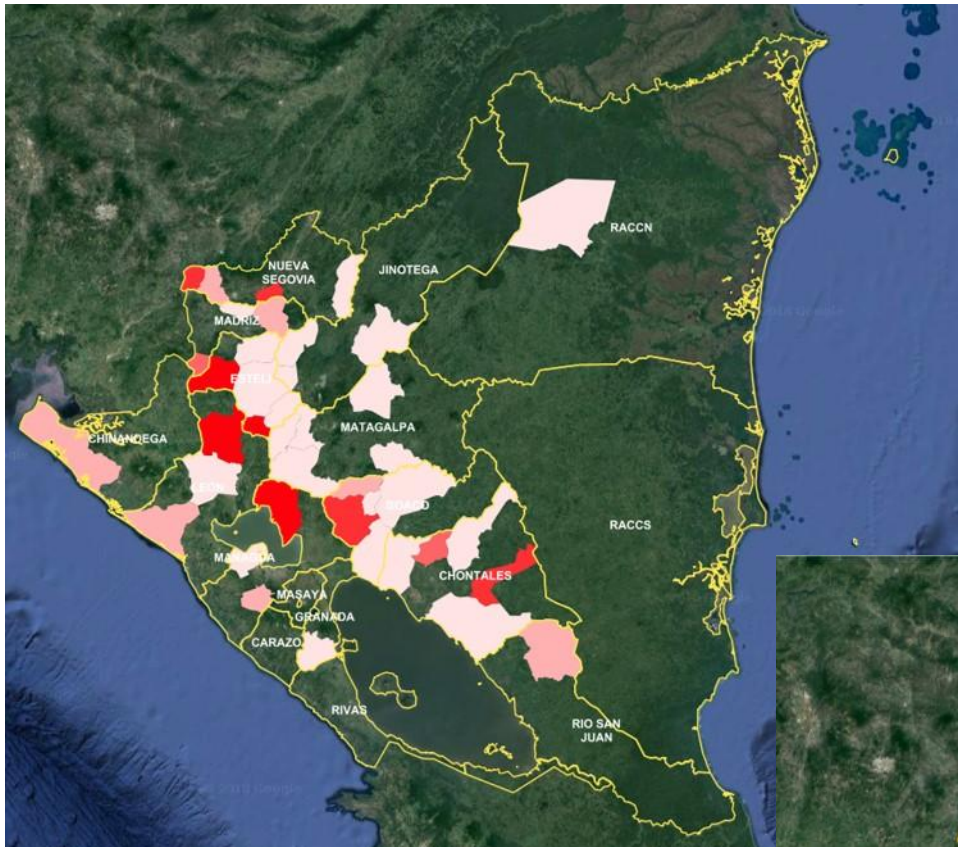 RACCN
NUEVA
SEGOVIA
JINOTEGA
MADRIZ
ESTELI
CHINANDEGA
MATAGALPA
LEON
BOACO
RACCS
MANAGUA
CHONTALES
MASAYA
GRANADA
CARAZO
RIVAS
RIO SAN
JUAN